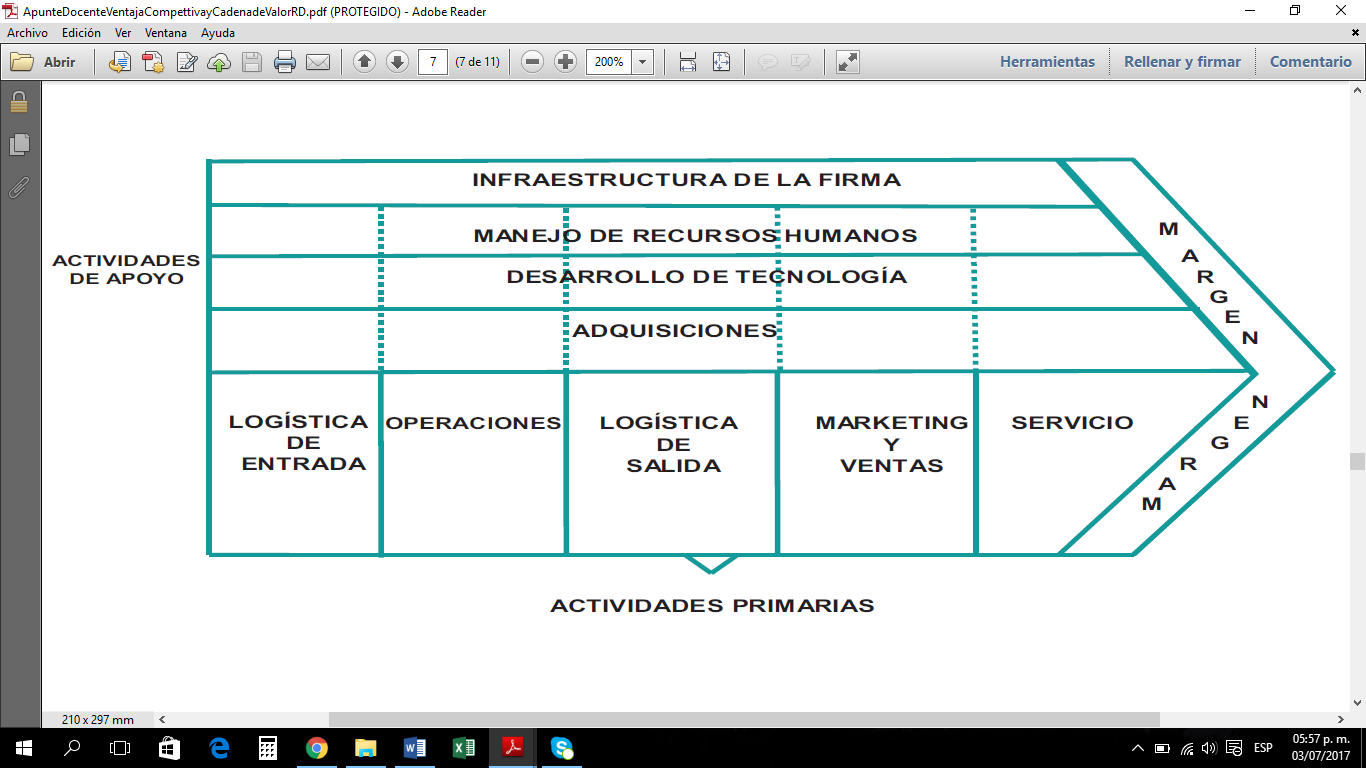 ApunteDocenteVentajaCompettivayCadenadeValorRD.pdf (PROTEGIDO) - Adobe Reader
Archivo Edición Ver Ventana Ayuda
Abrir 7 (7 de 11) 200% Herramientas Rellenar y firmar Comentario
INFRAESTRUCTURA DE LA FIRMA
MANEJO DE RECURSOS HUMANOS
ACTIVIDADES
DE APOYO
DESARROLLO DE TECNOLOGÍA
ADQUISICIONES
MARGEN
LOGÍSTICA
DE
ENTRADA
OPERACIONES
LOGÍSTICA
DE
SALIDA
MARKETING
Y
VENTAS
SERVICIO
MARGEN
ACTIVIDADES PRIMARIAS
210 x 297 mm
ESP
05:57 p. m.
03/07/2017